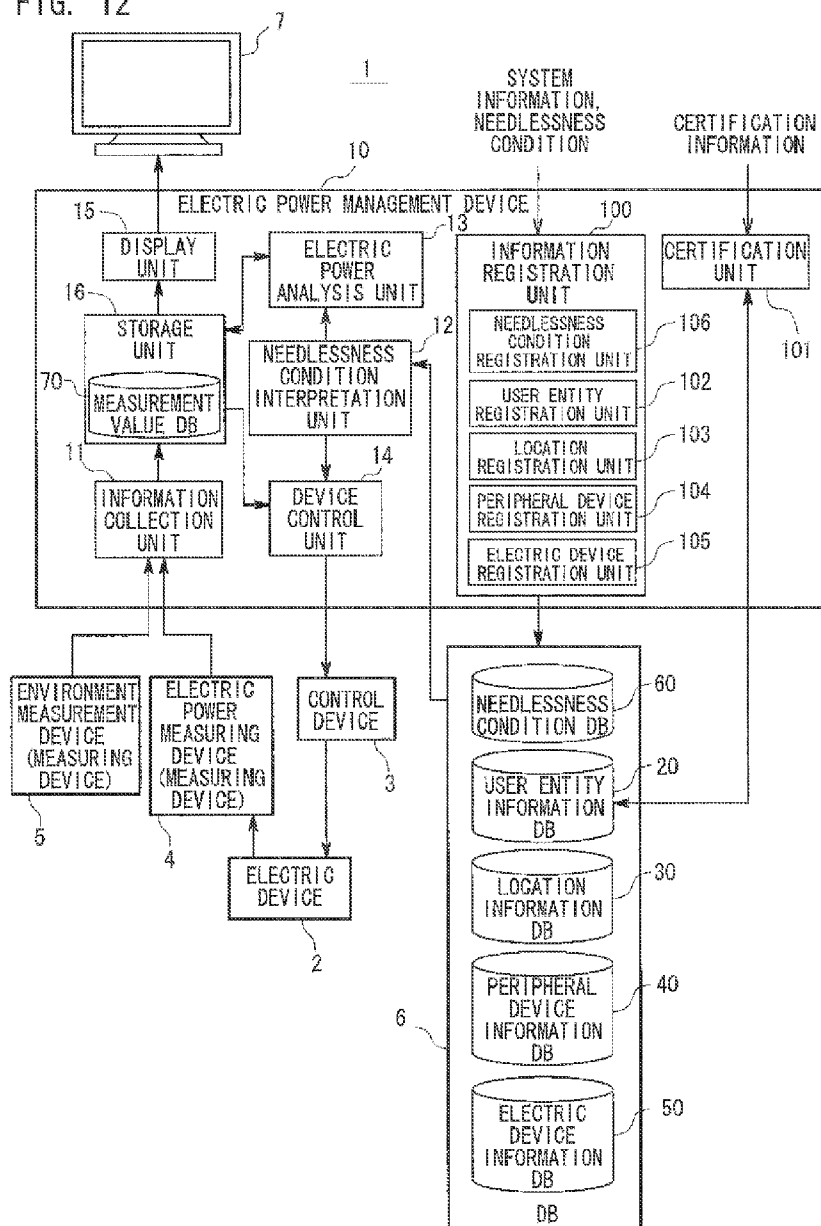 FIG. 12
7
1
SYSTEM
INFORMATION,
NEEDLESSNESS
CONDITION
CERTIFICATION
INFORMATION
10
ELECTRIC POWER MANAGEMENT DEVICE
15
DISPLAY
UNIT
13
ELECTRIC
POWER
ANALYSIS UNIT
100
INFORMATION
REGISTRATION
UNIT
CERTIFICATION
UNIT
101
16
STORAGE
UNIT
70
MEASUREMENT
VALUE DB
12
NEEDLESSNESS
CONDITION
INTERPRETATION
UNIT
NEEDLESSNESS
CONDITION
REGISTRATION UNIT
106
USER ENTITY
REGISTRATION UNIT
102
LOCATION
REGISTRATION UNIT
103
PERIPHERAL DEVICE
REGISTRATION UNIT
104
ELECTRIC DEVICE
REGISTRATION UNIT
105
11
INFORMATION
COLLECTION
UNIT
14
DEVICE
CONTROL
UNIT
ENVIRONMENT
MEASUREMENT
DEVICE
(MEASURING
DEVICE)
5
ELECTRIC
POWER
MEASURING
DEVICE
(MEASURING
DEVICE)
4
CONTROL
DEVICE
3
ELECTRIC
DEVICE
2
NEEDLESSNESS
CONDITION DB
60
USER ENTITY
INFORMATION
DB
20
LOCATION
INFORMATION
DB
30
PERIPHERAL
DEVICE
INFORMATION
DB
40
6
ELECTRIC
DEVICE
INFORMATION
DB
50
DB